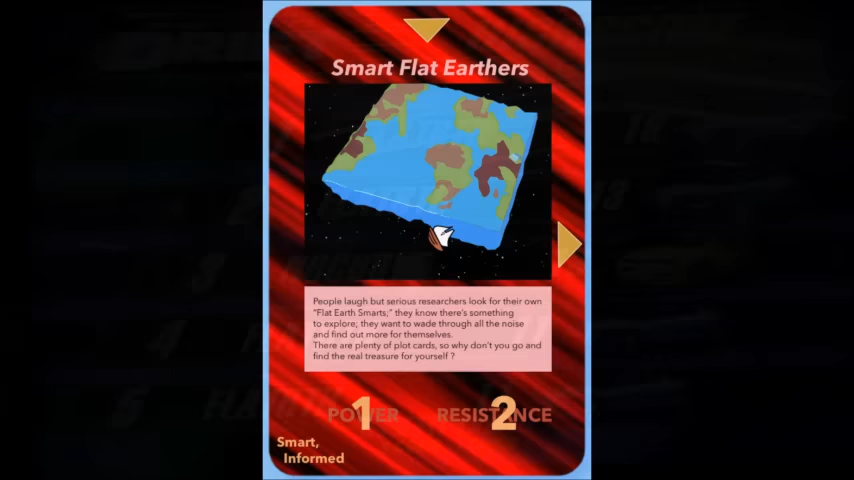 Smart Flat Earthers
People laugh but serious researchers look for their own
"Flat Earth Smarts;" they know there's something
to explore; they want to wade through all the noise
and find out more for themselves.
There are plenty of plot cards, so why don't you go and
find the real treasure for yourself ?
POWER 1
RESISTANCE 2
Smart,
Informed